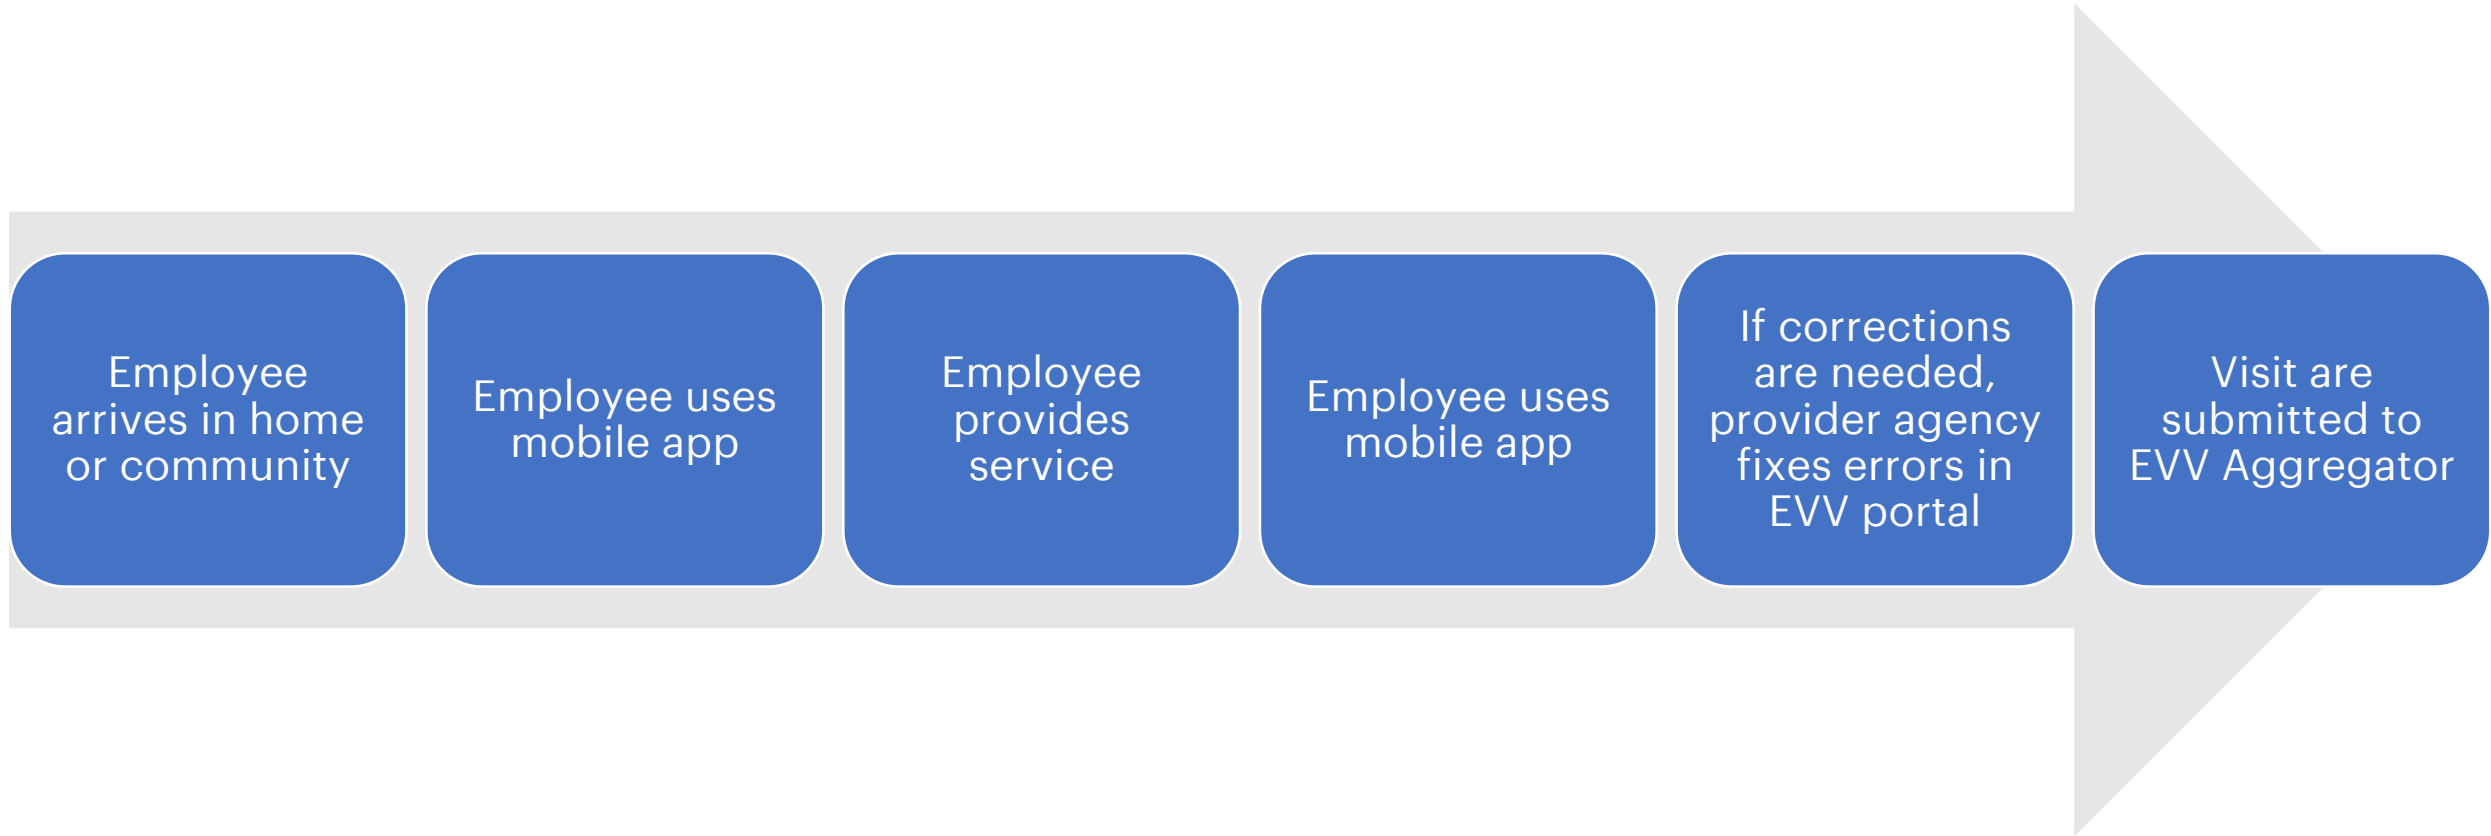 Employee
arrives in home
or community
Employee uses
mobile app
Employee
provides
service
Employee uses
mobile app
If corrections
are needed,
provider agency
fixes errors in
EVV portal
Visit are
submitted to
EVV Aggregator